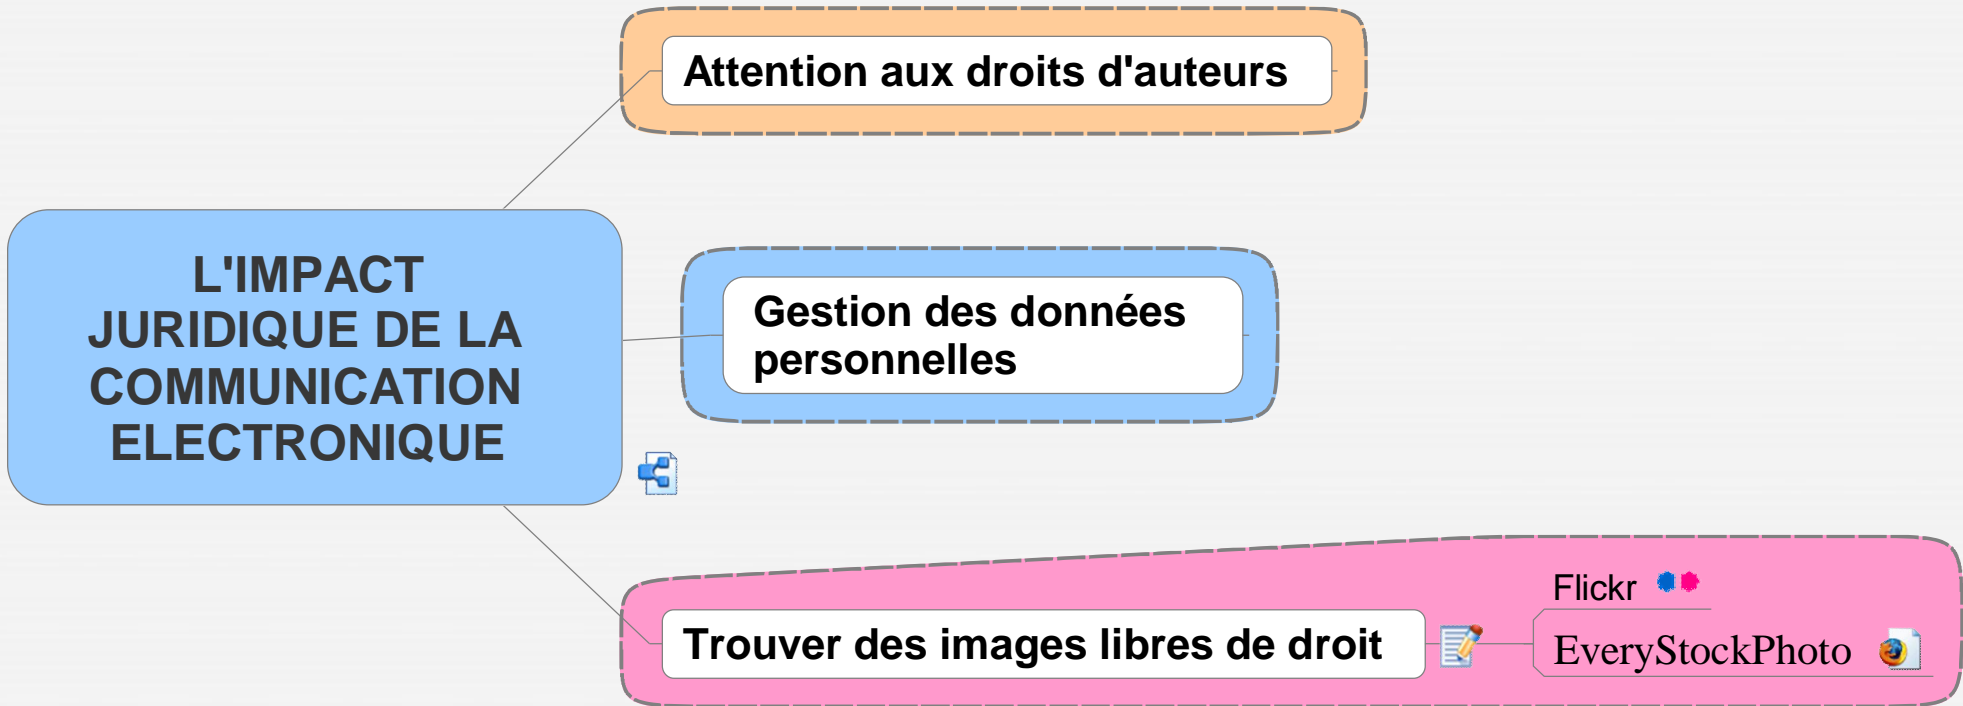 Attention aux droits d'auteurs
L'IMPACT
JURIDIQUE DE LA
COMMUNICATION
ELECTRONIQUE
Gestion des données
personnelles
Trouver des images libres de droit
Flickr
EveryStockPhoto